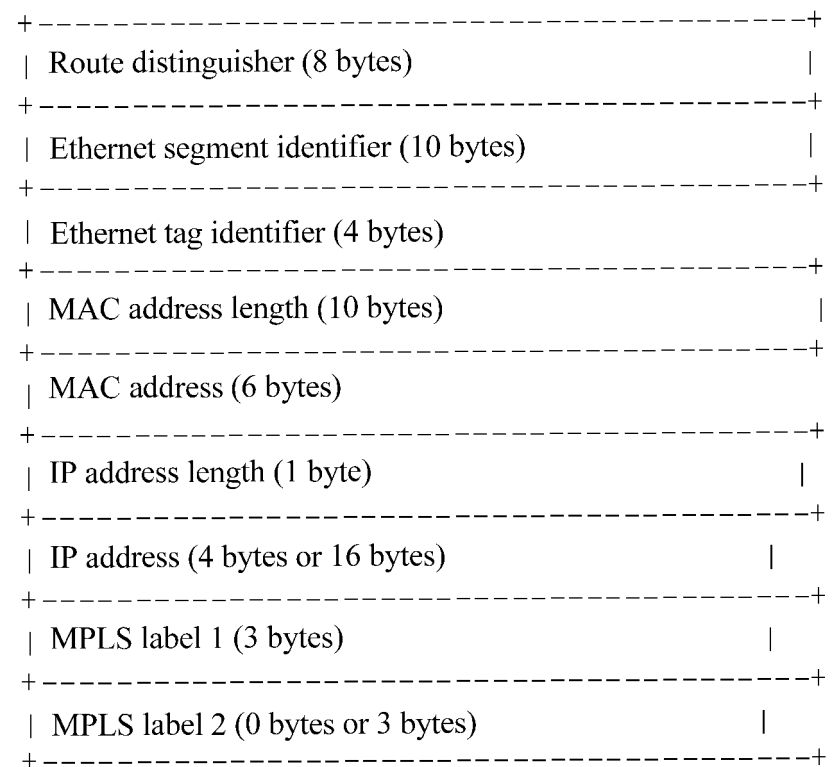 Route distinguisher (8 bytes)
Ethernet segment identifier (10 bytes)
Ethernet tag identifier (4 bytes)
MAC address length (10 bytes)
MAC address (6 bytes)
IP address length (1 byte)
IP address (4 bytes or 16 bytes)
MPLS label 1 (3 bytes)
MPLS label 2 (0 bytes or 3 bytes)